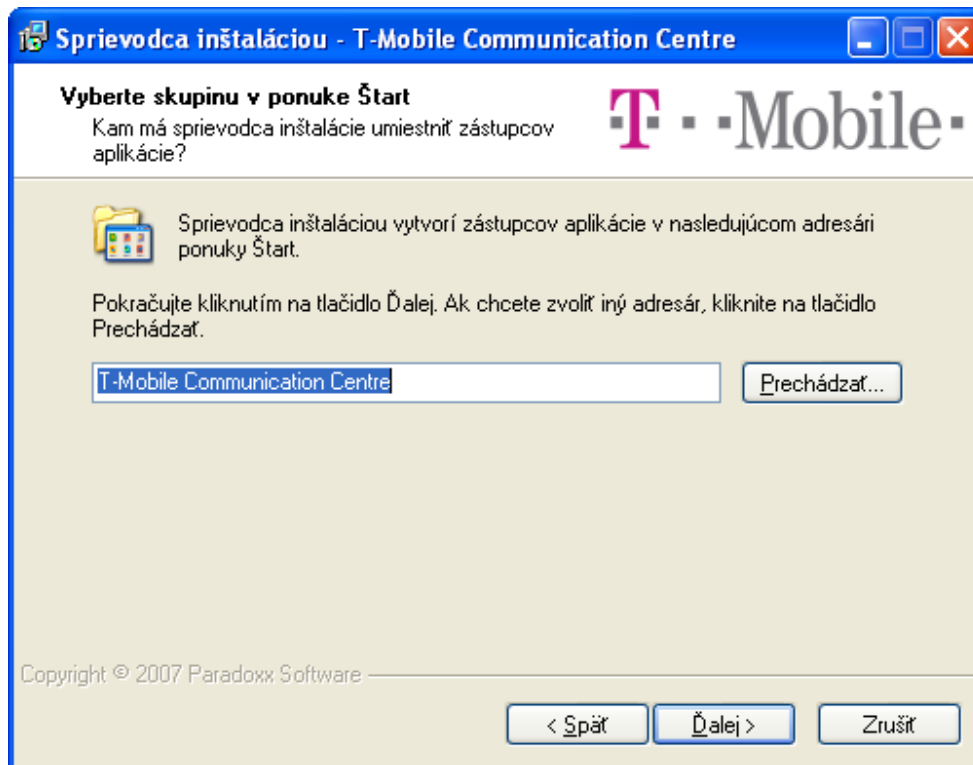 Sprievodca inštaláciou - T-Mobile Communication Centre
Vyberte skupinu v ponuke Štart
Kam má sprievodca inštalácie umiestniť zástupcov
aplikácie?
T · · Mobile ·
Sprievodca inštaláciou vytvorí zástupcov aplikácie v nasledujúcom adresári
ponuky Štart.
Pokračujte kliknutím na tlačidlo Ďalej. Ak chcete zvoliť iný adresár, kliknite na tlačidlo
Prechádzať.
T-Mobile Communication Centre
Prechádzať...
Copyright © 2007 Paradoxx Software
< Späť
Ďalej >
Zrušiť